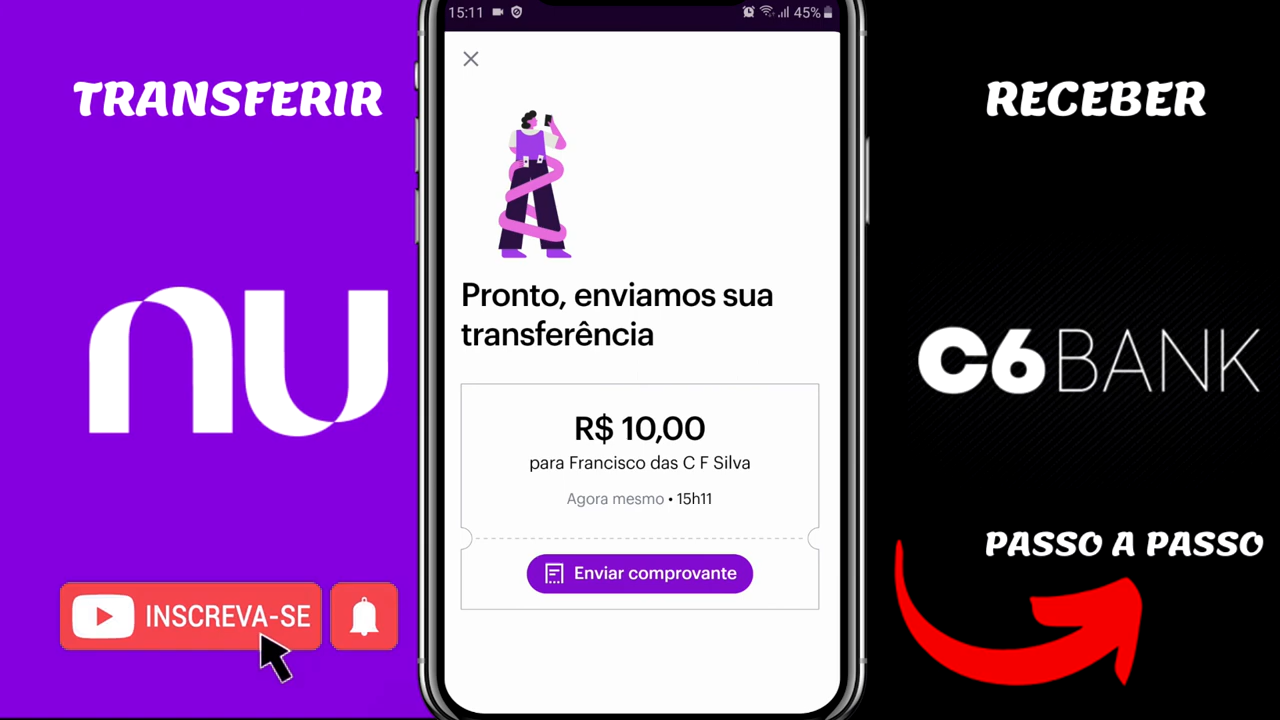 TRANSFERIR
nu
INSCREVA-SE
15:11
45%
Pronto, enviamos sua
transferência
R$ 10,00
para Francisco das C F Silva
Agora mesmo • 15h11
Enviar comprovante
RECEBER
C6BANK
PASSO A PASSO